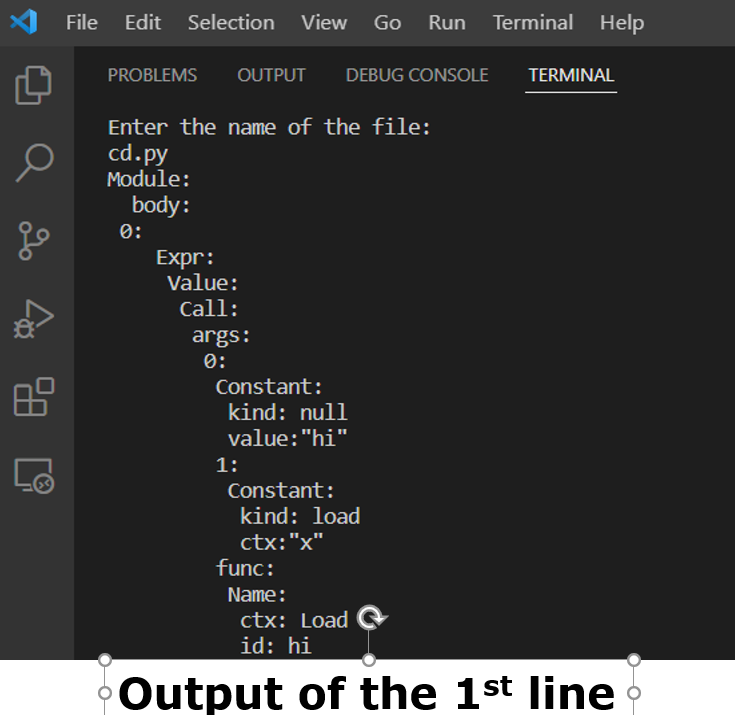 File Edit Selection View Go Run Terminal Help
PROBLEMS OUTPUT DEBUG CONSOLE TERMINAL
Enter the name of the file:
cd.py
Module:
body:
0:
Expr:
Value:
Call:
args:
0:
Constant:
kind: null
value:"hi"
1:
Constant:
kind: load
ctx:"x"
func:
Name:
ctx: Load
id: hi
Output of the 1st line